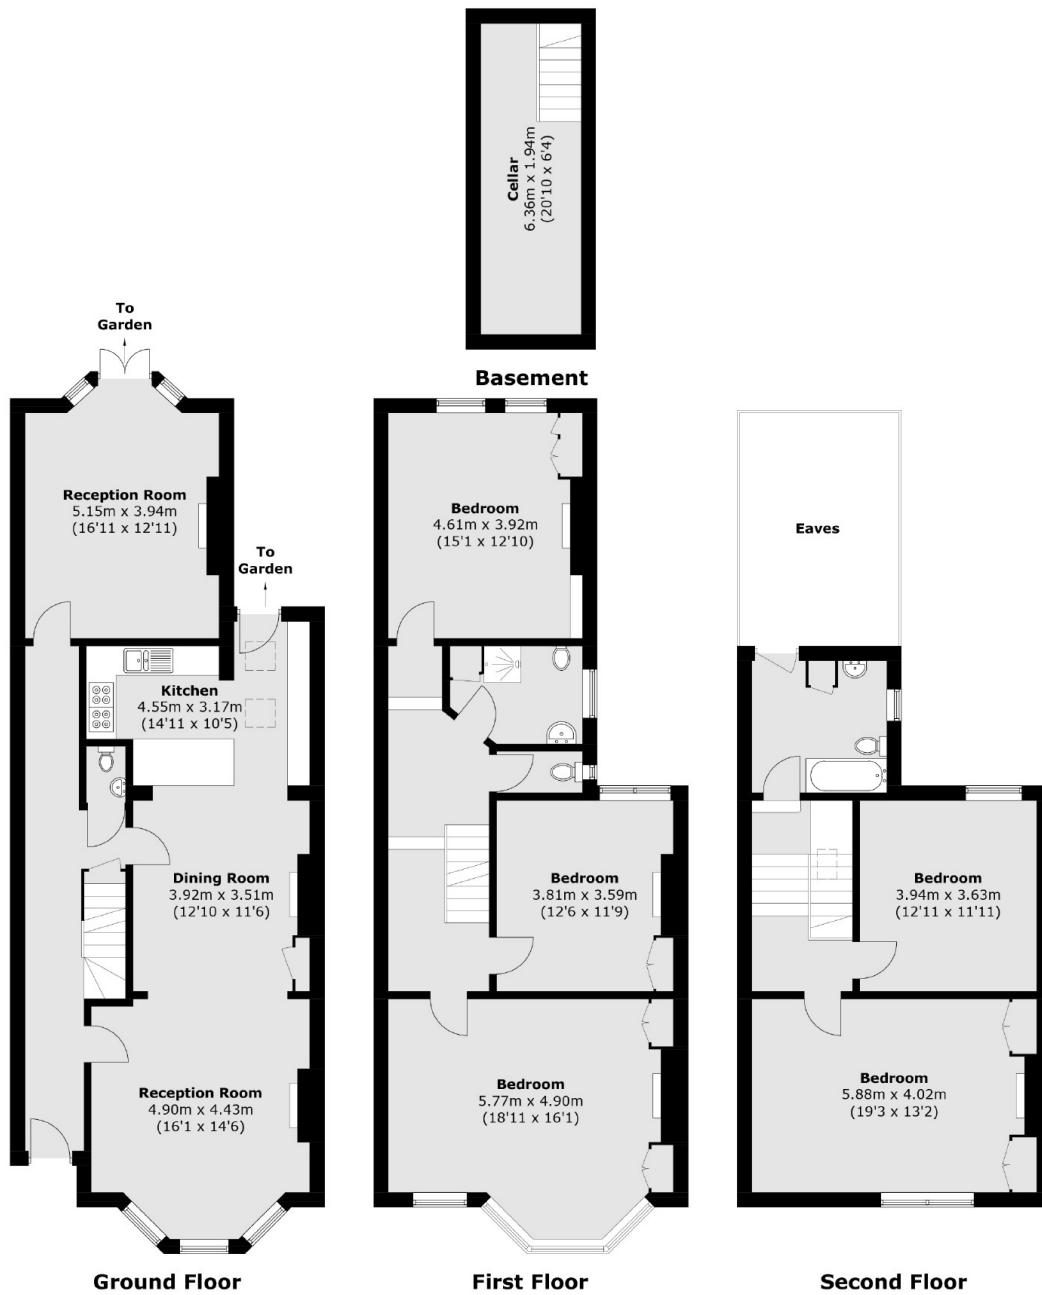 Cellar
6.36m x 1.94m
(20'10 x 6'4)
Basement
To
Garden
Reception Room
5.15m x 3.94m
(16'11 x 12'11)
To
Garden
Kitchen
4.55m x 3.17m
(14'11 x 10'5)
Dining Room
3.92m x 3.51m
(12'10 x 11'6)
Reception Room
4.90m x 4.43m
(16'1 x 14'6)
Ground Floor
Bedroom
4.61m x 3.92m
(15'1 x 12'10)
Bedroom
3.81m x 3.59m
(12'6 x 11'9)
Bedroom
5.77m x 4.90m
(18'11 x 16'1)
First Floor
Eaves
Bedroom
3.94m x 3.63m
(12'11 x 11'11)
Bedroom
5.88m x 4.02m
(19'3 x 13'2)
Second Floor